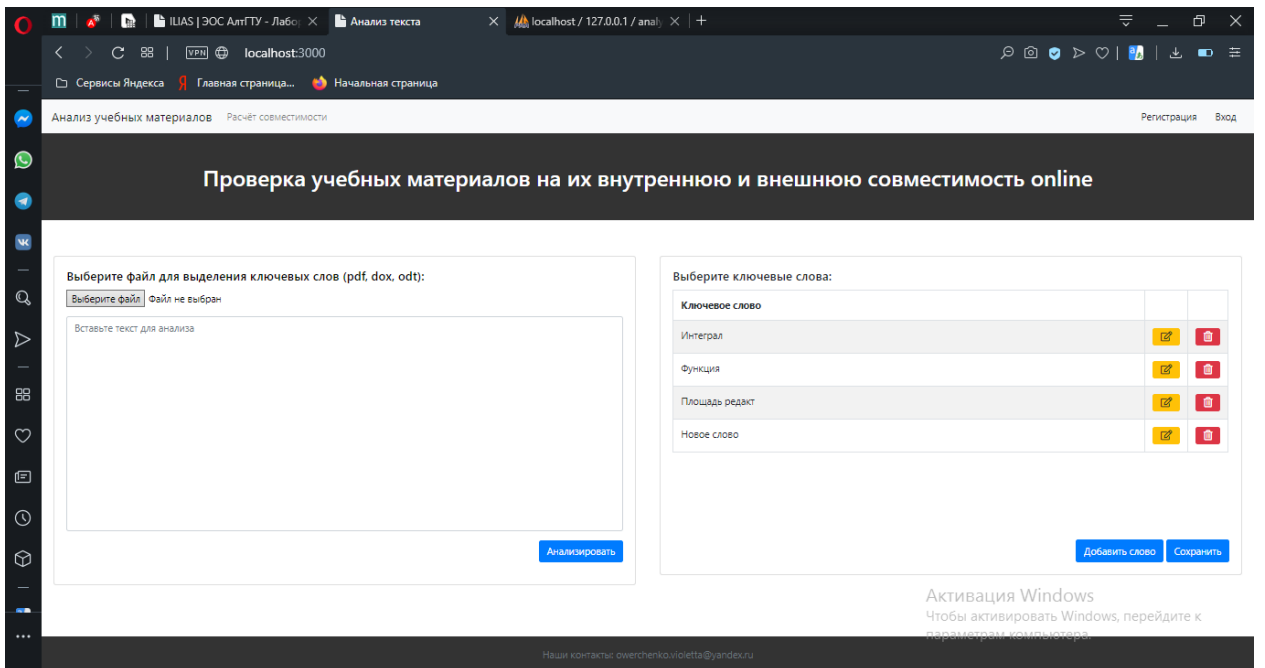 ILIAS | ЭОС АлтГТУ - Лабо
Анализ текста
localhost / 127.0.0.1 / analy
VPN
localhost:3000
Сервисы Яндекса
Главная страница...
Начальная страница
Анализ учебных материалов
Расчёт совместимости
Регистрация
Вход
Проверка учебных материалов на их внутреннюю и внешнюю совместимость online
Выберите файл для выделения ключевых слов (pdf, dox, odt):
Выберите файл
Файл не выбран
Вставьте текст для анализа
Анализировать
Выберите ключевые слова:
Ключевое слово
Интеграл
Функция
Площадь редакт
Новое слово
Добавить слово
Сохранить
Активация Windows
Чтобы активировать Windows, перейдите к
параметрам компьютера.
Наши контакты: owerchenko.violetta@yandex.ru